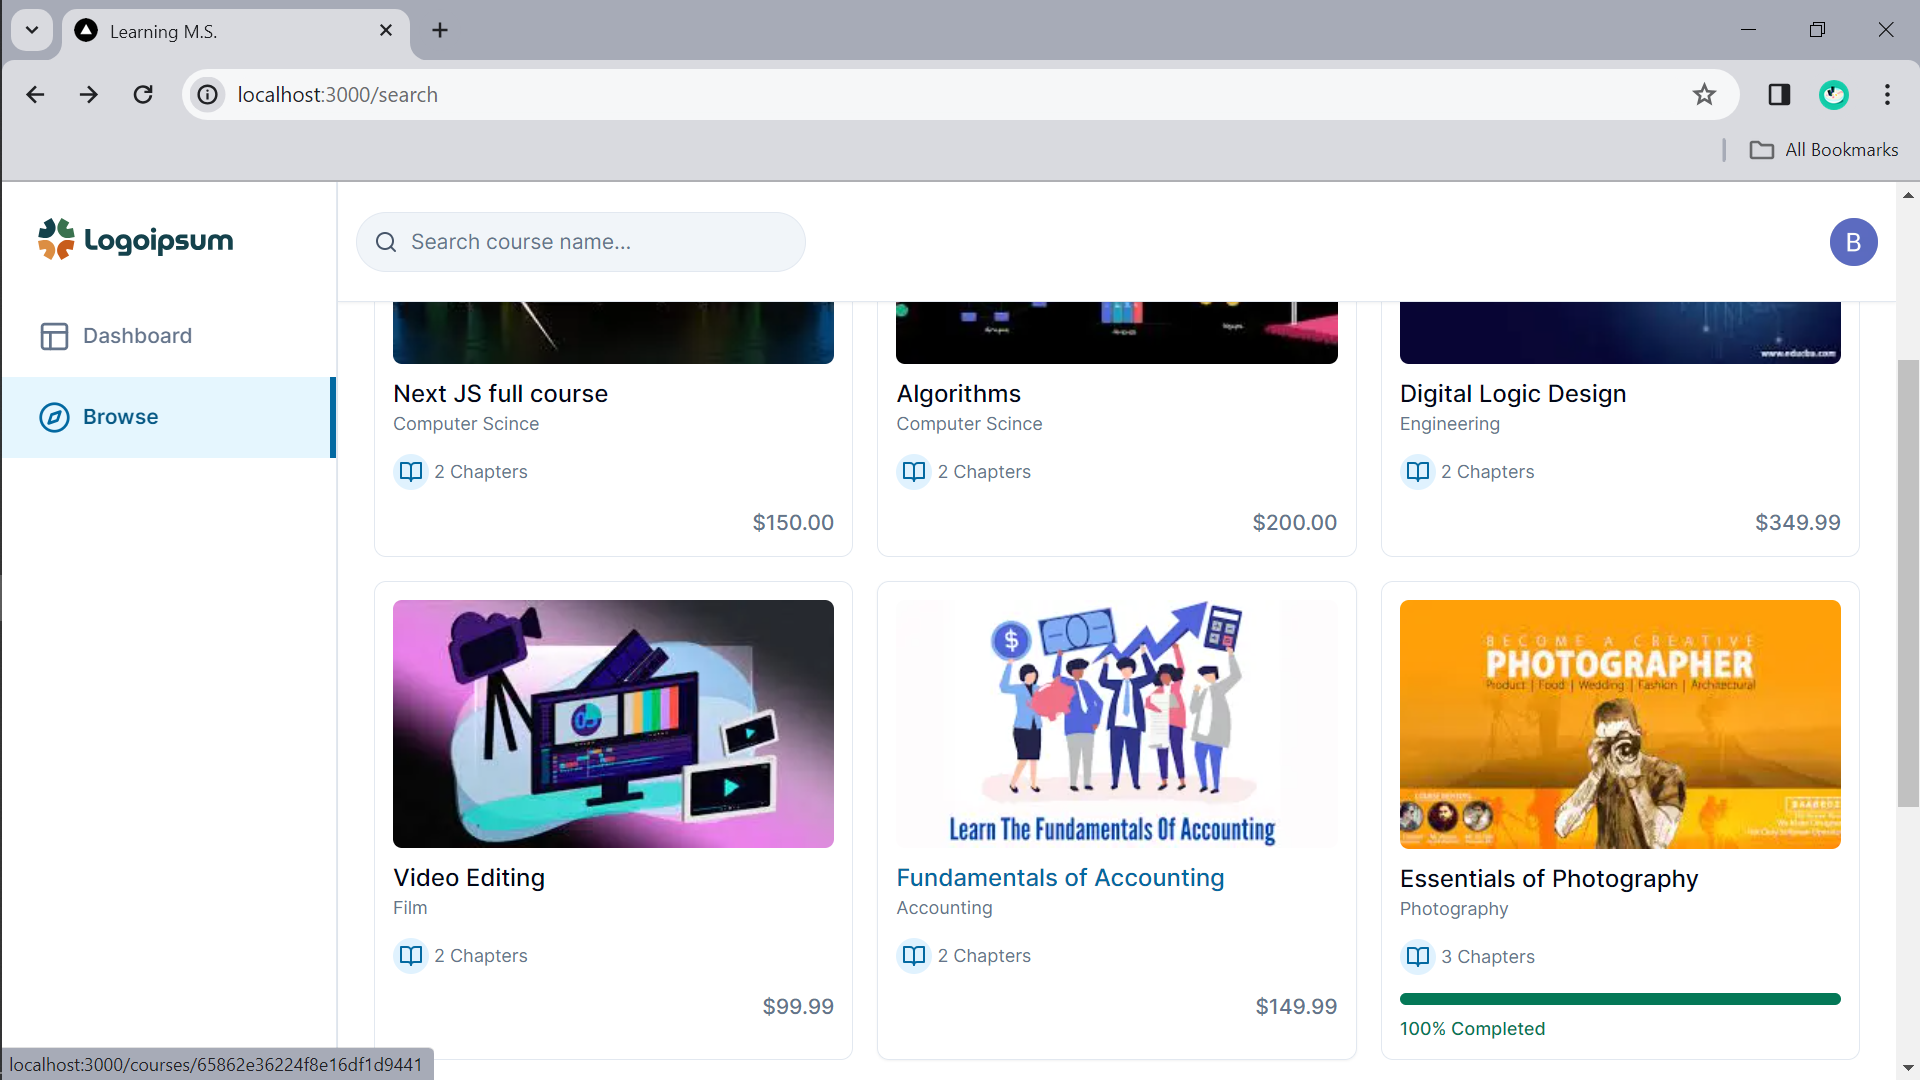 Learning M.S.
localhost:3000/search
All Bookmarks
Logoipsum
Search course name...
B
Dashboard
Browse
www.educba.com
Next JS full course
Computer Scince
2 Chapters
$150.00
Algorithms
Computer Scince
2 Chapters
$200.00
Digital Logic Design
Engineering
2 Chapters
$349.99
Video Editing
Film
2 Chapters
$99.99
$
Learn The Fundamentals Of Accounting
Fundamentals of Accounting
Accounting
2 Chapters
$149.99
BECOME A CREATIVE
PHOTOGRAPHER
Product | Food | Wedding | Fashion | Architectural
Essentials of Photography
Photography
3 Chapters
100% Completed
localhost:3000/courses/65862e36224f8e16df1d9441